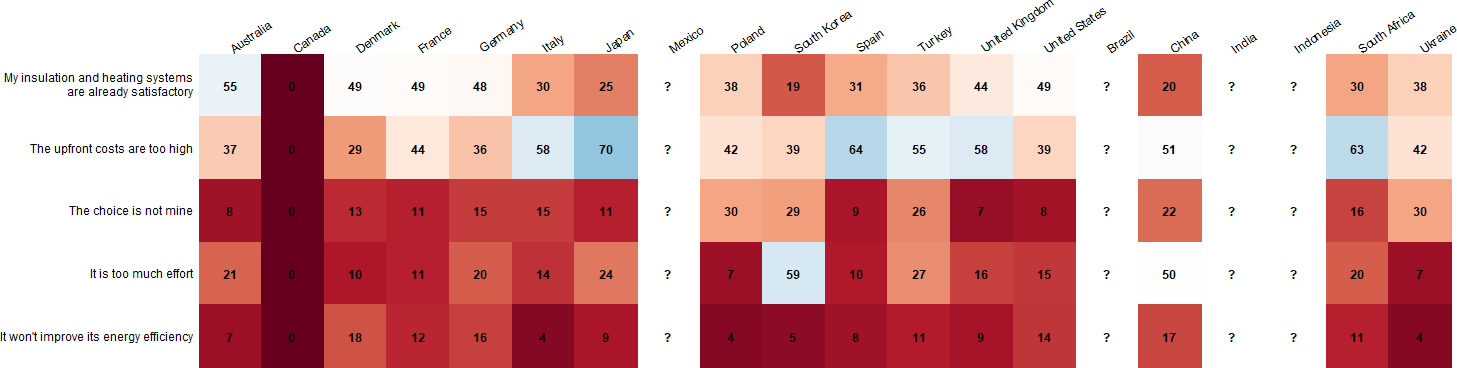 Australia Canada Denmark France Germany Italy Japan Mexico Poland South Korea Spain Turkey United Kingdom United States Brazil China India Indonesia South Africa Ukraine
My insulation and heating systems
are already satisfactory
55 0 49 49 48 30 25 ? 38 19 31 36 44 49 ? 20 ? ? 30 38
The upfront costs are too high 37 0 29 44 36 58 70 ? 42 39 64 55 58 39 ? 51 ? ? 63 42
The choice is not mine 8 0 13 11 15 15 11 ? 30 29 9 26 7 8 ? 22 ? ? 16 30
It is too much effort 21 0 10 11 20 14 24 ? 7 59 10 27 16 15 ? 50 ? ? 20 7
It won't improve its energy efficiency 7 0 18 12 16 4 9 ? 4 5 8 11 9 14 ? 17 ? ? 11 4